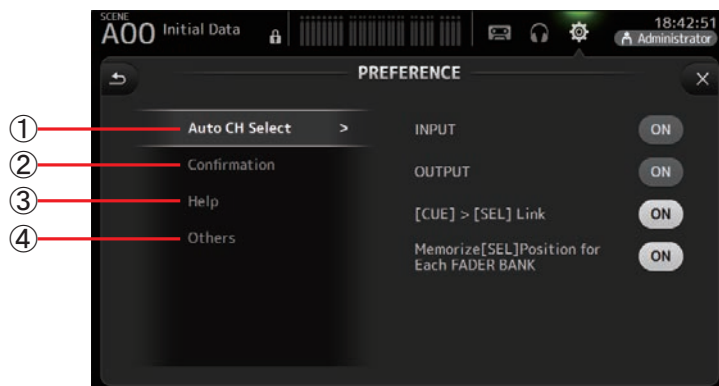 SCENE
A00 Initial Data
18:42:51
Administrator
PREFERENCE
① Auto CH Select >
② Confirmation
③ Help
④ Others
INPUT ON
OUTPUT ON
[CUE] > [SEL] Link ON
Memorize[SEL]Position for
Each FADER BANK ON